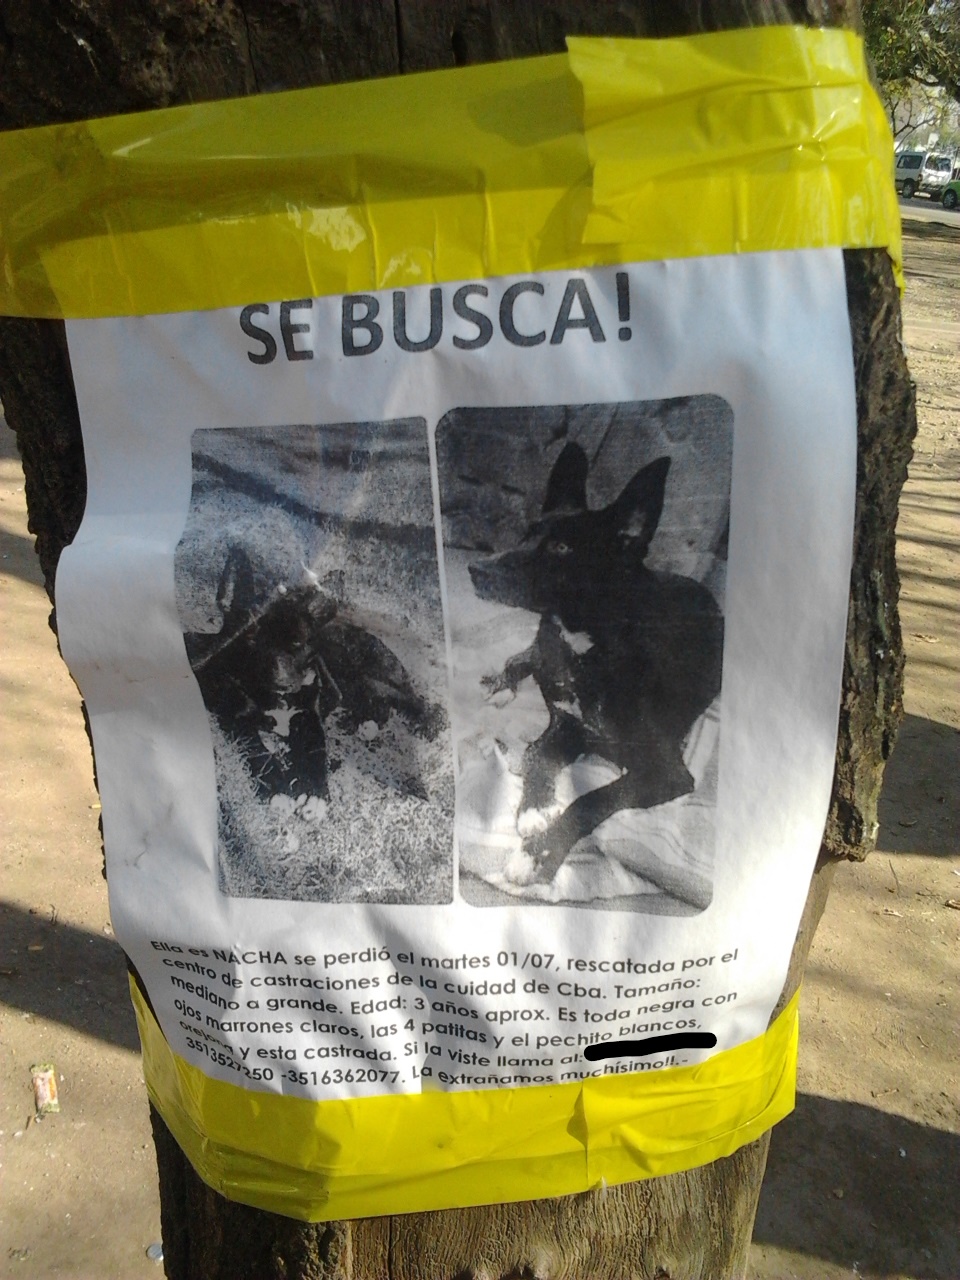 SE BUSCA!
Ella es NACHA se perdió el martes 01/07, rescatada por el
centro de castraciones de la cuidad de Cba. Tamaño:
mediano a grande. Edad: 3 años aprox. Es toda negra con
ojos marrones claros, las 4 patitas y el pechito blancos,
orejona y esta castrada. Si la viste llama al:
3513527250 -3516362077. La extrañamos muchísimo!!.-